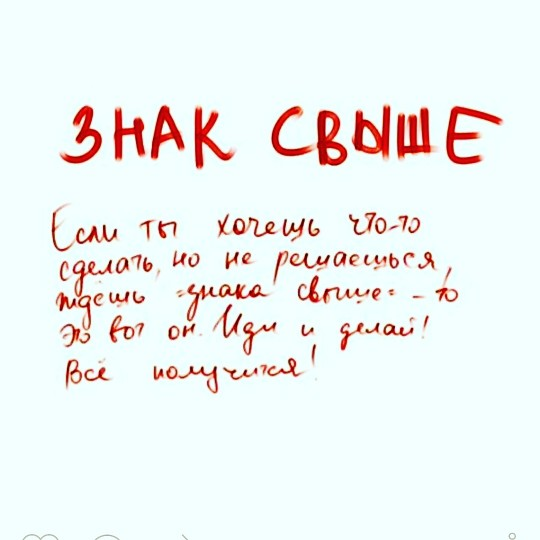 ЗНАК СВЫШЕ
Если ты хочешь что-то
сделать, но не решаешься,
ждёшь "знака свыше" - то
это вот он. Иди и делай!
Всё получится!